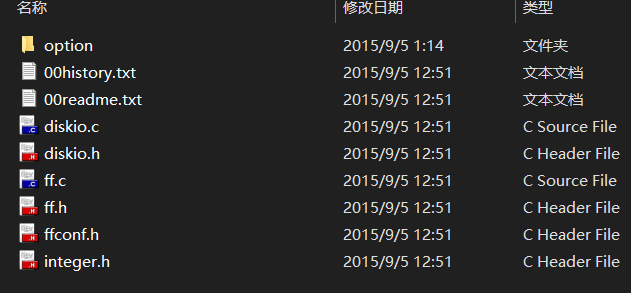 名称 修改日期 类型
option 2015/9/5 1:14 文件夹
00history.txt 2015/9/5 12:51 文本文档
00readme.txt 2015/9/5 12:51 文本文档
diskio.c 2015/9/5 12:51 C Source File
diskio.h 2015/9/5 12:51 C Header File
ff.c 2015/9/5 12:51 C Source File
ff.h 2015/9/5 12:51 C Header File
ffconf.h 2015/9/5 12:51 C Header File
integer.h 2015/9/5 12:51 C Header File